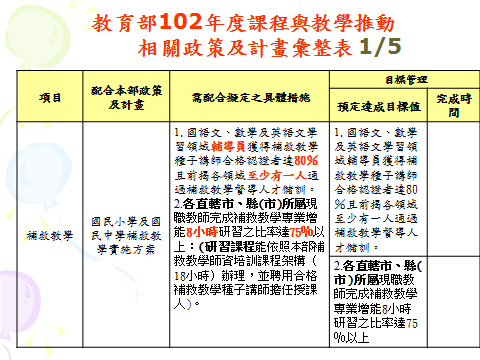 教育部102年度課程與教學推動
相關政策及計畫彙整表 1/5
項目
配合本部政策
及計畫
需配合擬定之具體措施
目標管理
預定達成目標值
完成時
間
補救教學
國民小學及國
民中學補救教
學實施方案
1. 國語文、數學及英語文學
習領域輔導員獲得補救教學
種子講師合格認證者達80%
且前揭各領域至少有一人通
過補救教學督導人才儲訓。
2.各直轄市、縣(市)所屬現
職教師完成補救教學專業增
能8小時研習之比率達75%以
上：(研習課程能依照本部補
救教學師資培訓課程架構（
18小時）辦理，並聘用合格
補救教學種子講師擔任授課
人)。
1. 國語文、數學
及英語文學習領
域輔導員獲得補
救教學種子講師
合格認證者達80
%且前揭各領域
至少有一人通過
補救教學督導人
才儲訓。
2.各直轄市、縣(
市)所屬現職教
師完成補救教學
專業增能8小時
研習之比率達75
%以上